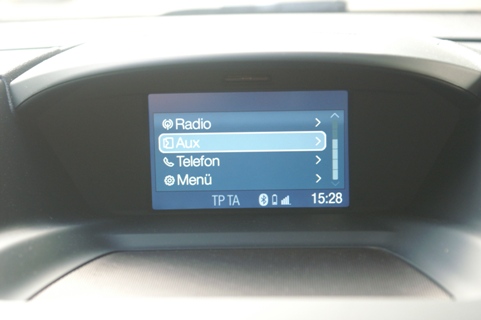 Radio
Aux
Telefon
Menü
TP TA 15:28